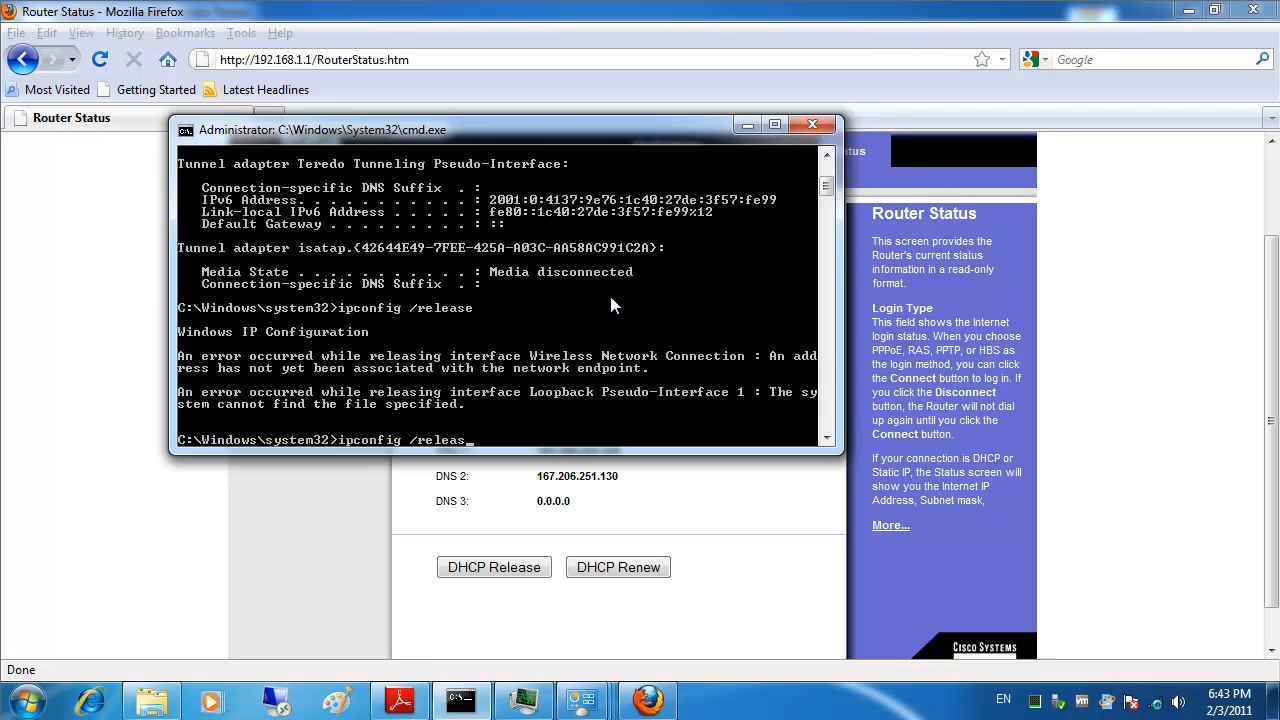 Router Status - Mozilla Firefox
File Edit View History Bookmarks Tools Help
http://192.168.1.1/RouterStatus.htm
Google
Most Visited Getting Started Latest Headlines
Router Status
Administrator: C:\Windows\System32\cmd.exe
Tunnel adapter Teredo Tunneling Pseudo-Interface:
Connection-specific DNS Suffix . :
IPv6 Address. . . . . . . . . . . : 2001:0:4137:9e76:1c40:27de:3f57:fe99
Link-local IPv6 Address . . . . . : fe80::1c40:27de:3f57:fe99%12
Default Gateway . . . . . . . . . : ::
Tunnel adapter isatap.{42644E49-7FEE-425A-A03C-AA58AC991C2A}:
Media State . . . . . . . . . . . : Media disconnected
Connection-specific DNS Suffix . :
C:\Windows\system32>ipconfig /release
Windows IP Configuration
An error occurred while releasing interface Wireless Network Connection : An add
ress has not yet been associated with the network endpoint.
An error occurred while releasing interface Loopback Pseudo-Interface 1 : The sy
stem cannot find the file specified.
C:\Windows\system32>ipconfig /releas_
DNS 2: 167.206.251.130
DNS 3: 0.0.0.0
DHCP Release DHCP Renew
Router Status
This screen provides the
Router's current status
information in a read-only
format.
Login Type
This field shows the Internet
login status. When you choose
PPPoE, RAS, PPTP, or HBS as
the login method, you can click
the Connect button to log in. If
you click the Disconnect
button, the Router will not dial
up again until you click the
Connect button.
If your connection is DHCP or
Static IP, the Status screen will
show you the Internet IP
Address, Subnet mask,
More...
CISCO SYSTEMS
Done
EN
6:43 PM
2/3/2011